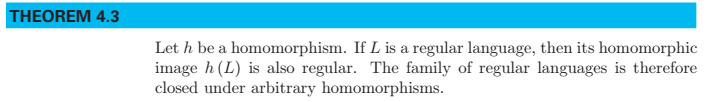 THEOREM 4.3
Let h be a homomorphism. If L is a regular language, then its homomorphic
image h (L) is also regular. The family of regular languages is therefore
closed under arbitrary homomorphisms.